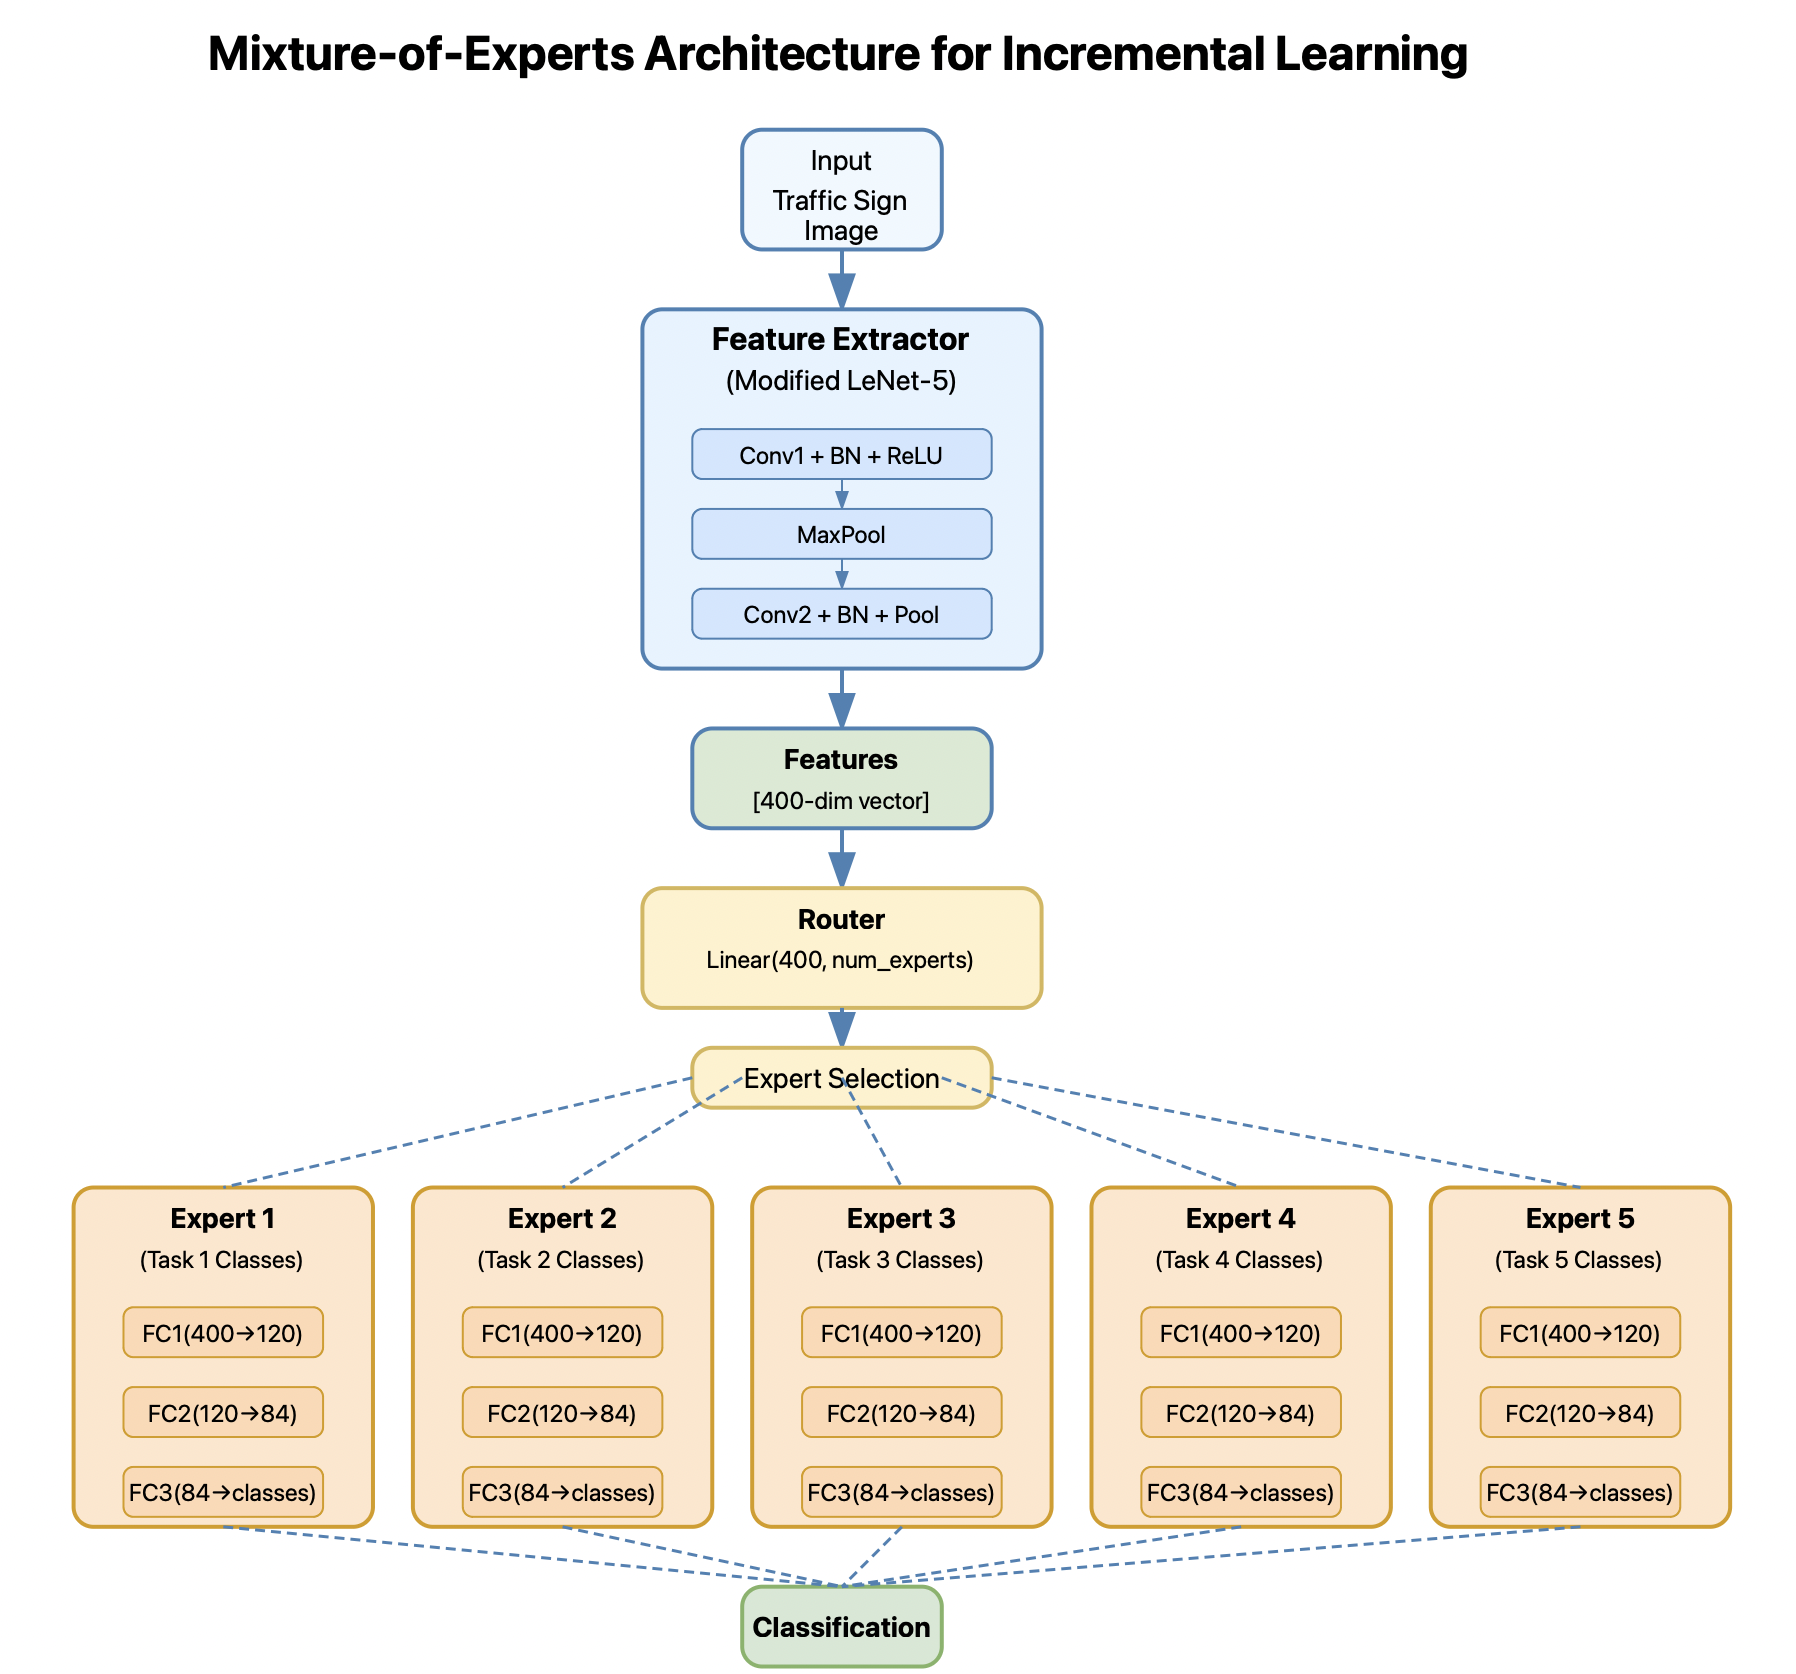 Mixture-of-Experts Architecture for Incremental Learning
Input
Traffic Sign
Image
Feature Extractor
(Modified LeNet-5)
Conv1 + BN + ReLU
MaxPool
Conv2 + BN + Pool
Features
[400-dim vector]
Router
Linear(400, num_experts)
Expert Selection
Expert 1
(Task 1 Classes)
FC1(400→120)
FC2(120→84)
FC3(84→classes)
Expert 2
(Task 2 Classes)
FC1(400→120)
FC2(120→84)
FC3(84→classes)
Expert 3
(Task 3 Classes)
FC1(400→120)
FC2(120→84)
FC3(84→classes)
Expert 4
(Task 4 Classes)
FC1(400→120)
FC2(120→84)
FC3(84→classes)
Expert 5
(Task 5 Classes)
FC1(400→120)
FC2(120→84)
FC3(84→classes)
Classification